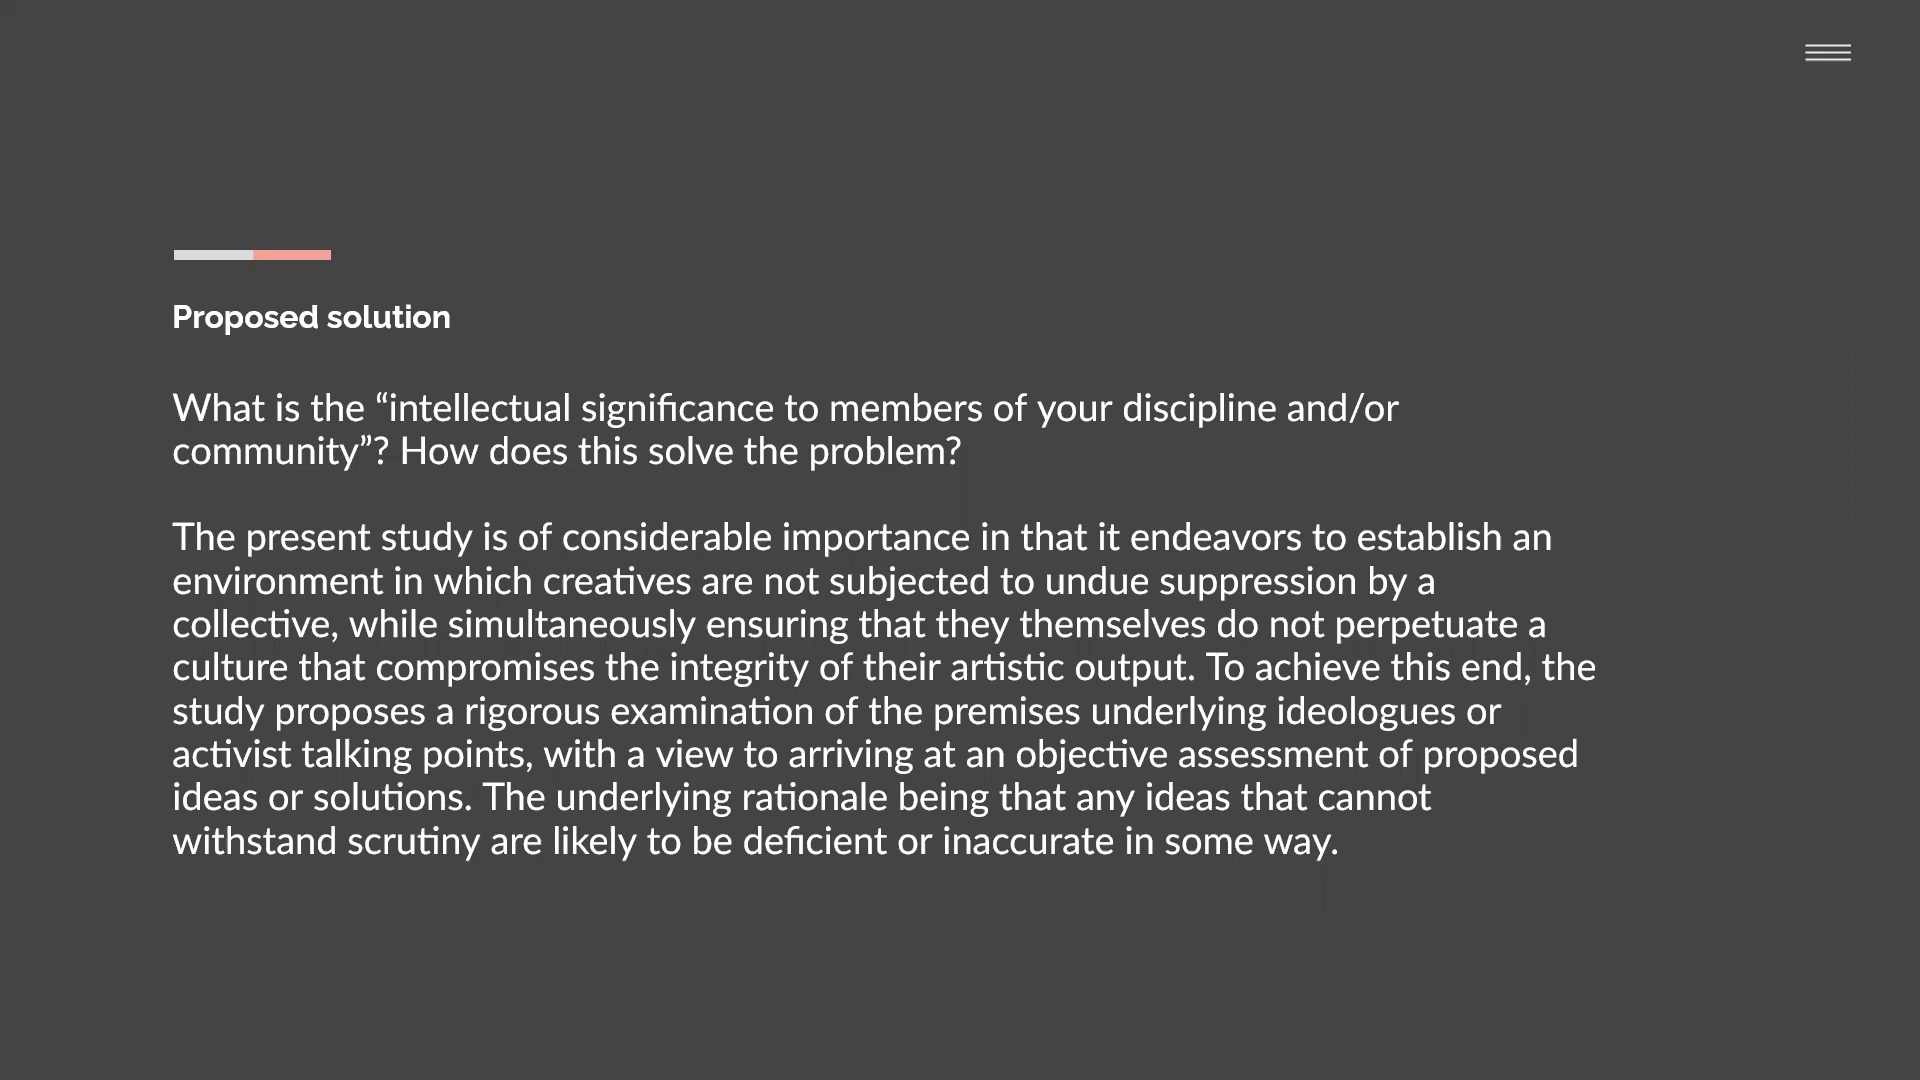 Proposed solution
What is the “intellectual significance to members of your discipline and/or
community”? How does this solve the problem?
The present study is of considerable importance in that it endeavors to establish an
environment in which creatives are not subjected to undue suppression by a
collective, while simultaneously ensuring that they themselves do not perpetuate a
culture that compromises the integrity of their artistic output. To achieve this end, the
study proposes a rigorous examination of the premises underlying ideologues or
activist talking points, with a view to arriving at an objective assessment of proposed
ideas or solutions. The underlying rationale being that any ideas that cannot
withstand scrutiny are likely to be deficient or inaccurate in some way.